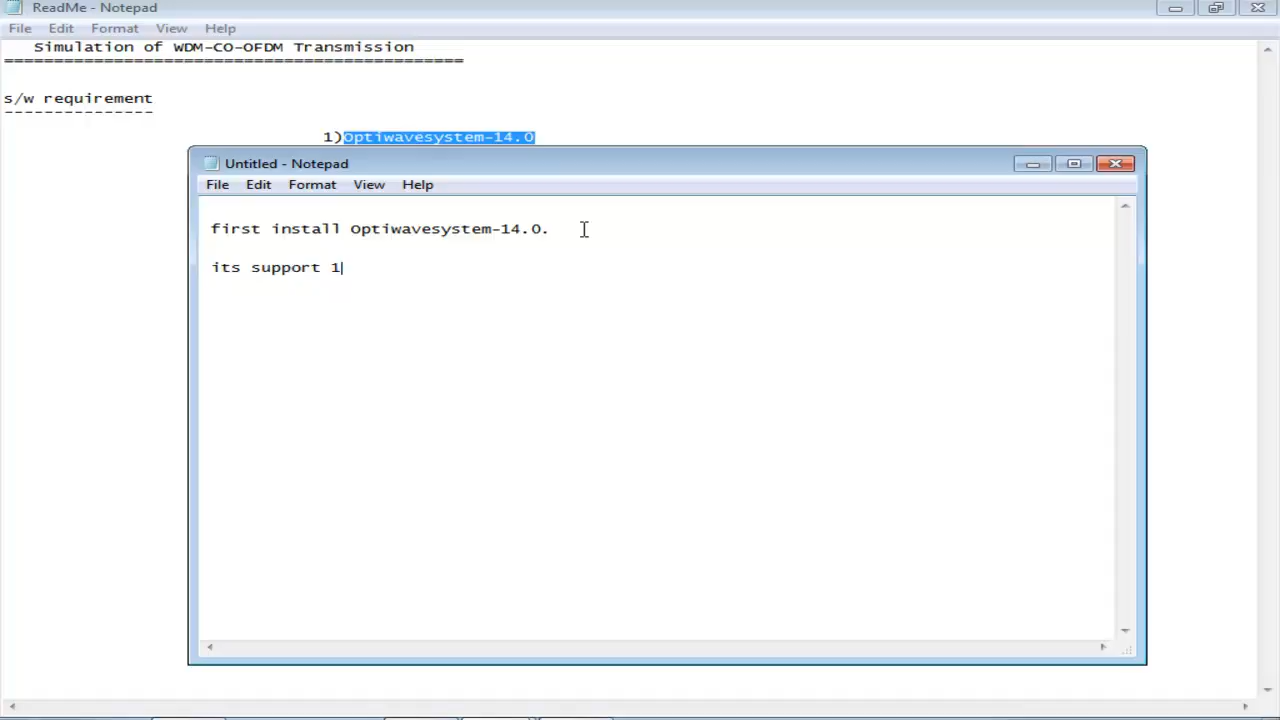 ReadMe - Notepad
File Edit Format View Help
Simulation of WDM-CO-OFDM Transmission
==============================================
s/w requirement
---------------
1)Optiwavesystem-14.0
Untitled - Notepad
File Edit Format View Help
first install Optiwavesystem-14.0.
its support 1